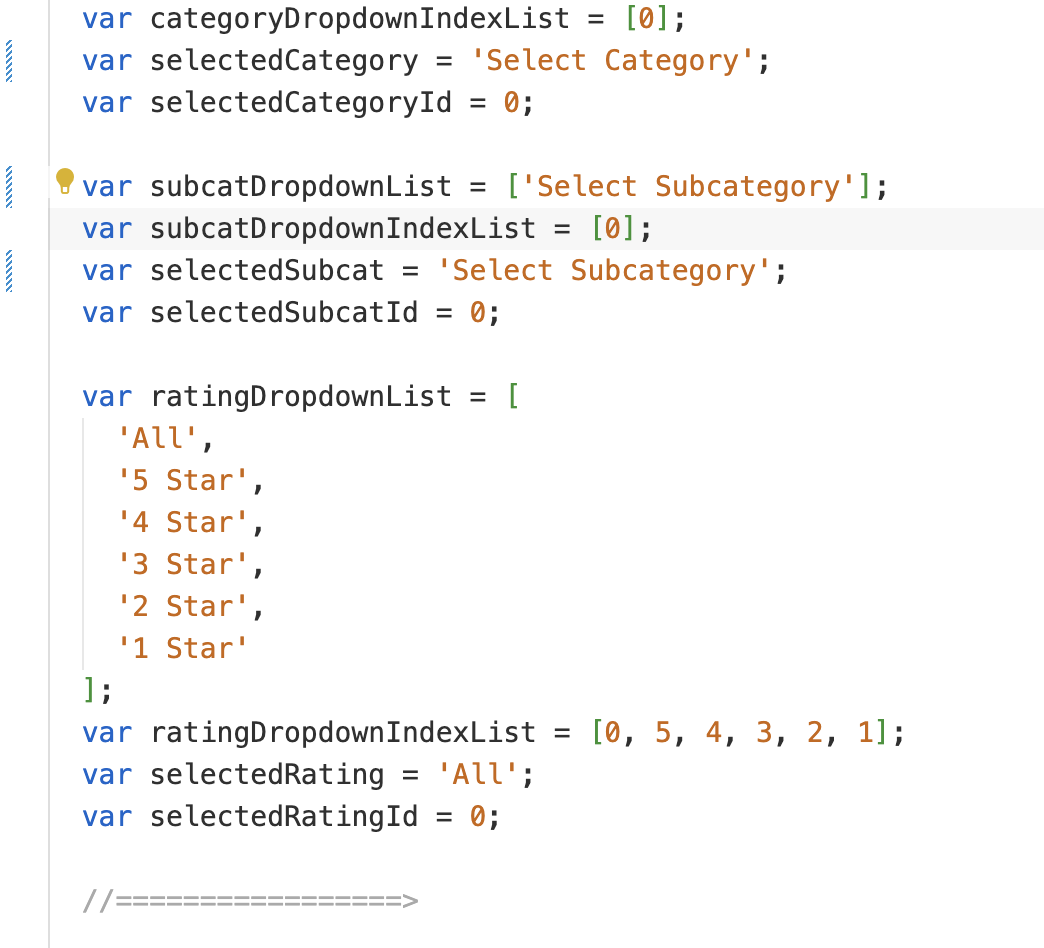 var categoryDropdownIndexList = [0];
var selectedCategory = 'Select Category';
var selectedCategoryId = 0;
var subcatDropdownList = ['Select Subcategory'];
var subcatDropdownIndexList = [0];
var selectedSubcat = 'Select Subcategory';
var selectedSubcatId = 0;
var ratingDropdownList = [
'All',
'5 Star',
'4 Star',
'3 Star',
'2 Star',
'1 Star'
];
var ratingDropdownIndexList = [0, 5, 4, 3, 2, 1];
var selectedRating = 'All';
var selectedRatingId = 0;
//=================>